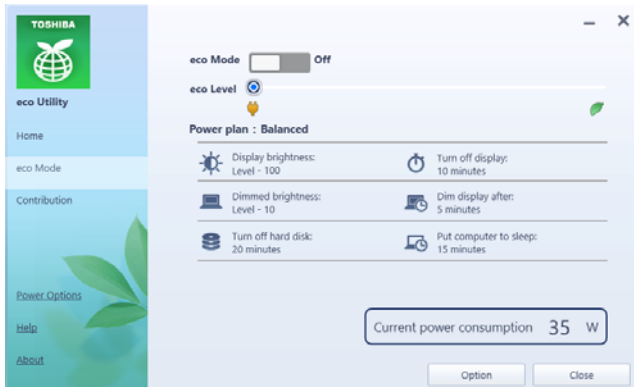 TOSHIBA
eco Utility
Home
eco Mode
Contribution
Power Options
Help
About
eco Mode Off
eco Level
Power plan : Balanced
Display brightness:
Level - 100
Turn off display:
10 minutes
Dimmed brightness:
Level - 10
Dim display after:
5 minutes
Turn off hard disk:
20 minutes
Put computer to sleep:
15 minutes
Current power consumption 35 W
Option Close